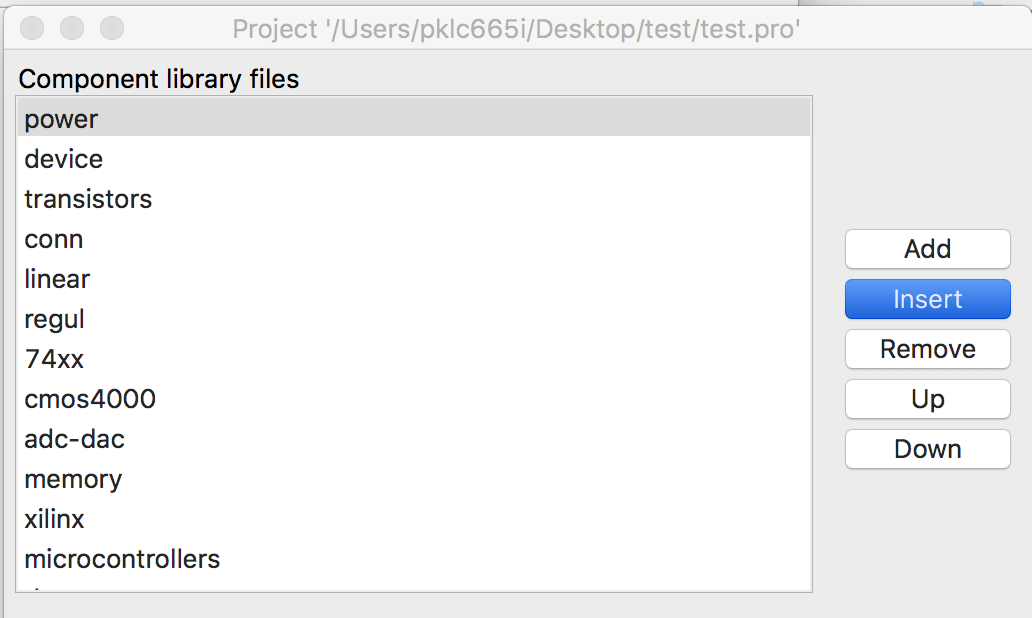 Project '/Users/pklc665i/Desktop/test/test.pro'
Component library files
power
device
transistors
conn
linear
regul
74xx
cmos4000
adc-dac
memory
xilinx
microcontrollers
Add
Insert
Remove
Up
Down